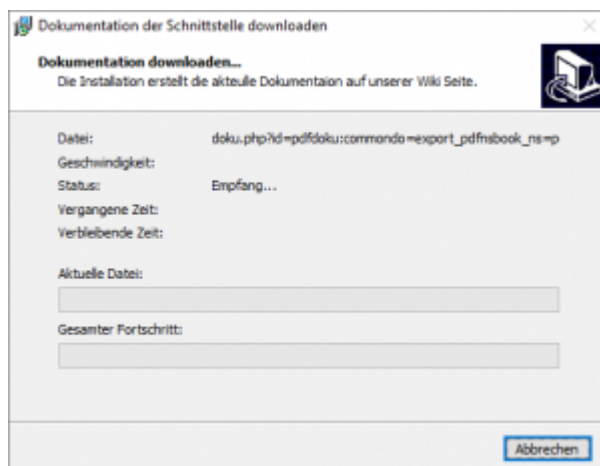 Dokumentation der Schnittstelle downloaden
Dokumentation downloaden...
Die Installation erstellt die akteulle Dokumentaion auf unserer Wiki Seite.
Datei: doku.php?id=pdfdoku:commondo=export_pdfnsbook_ns=p
Geschwindigkeit:
Status: Empfang...
Vergangene Zeit:
Verbleibende Zeit:
Aktuelle Datei:
Gesamter Fortschritt:
Abbrechen